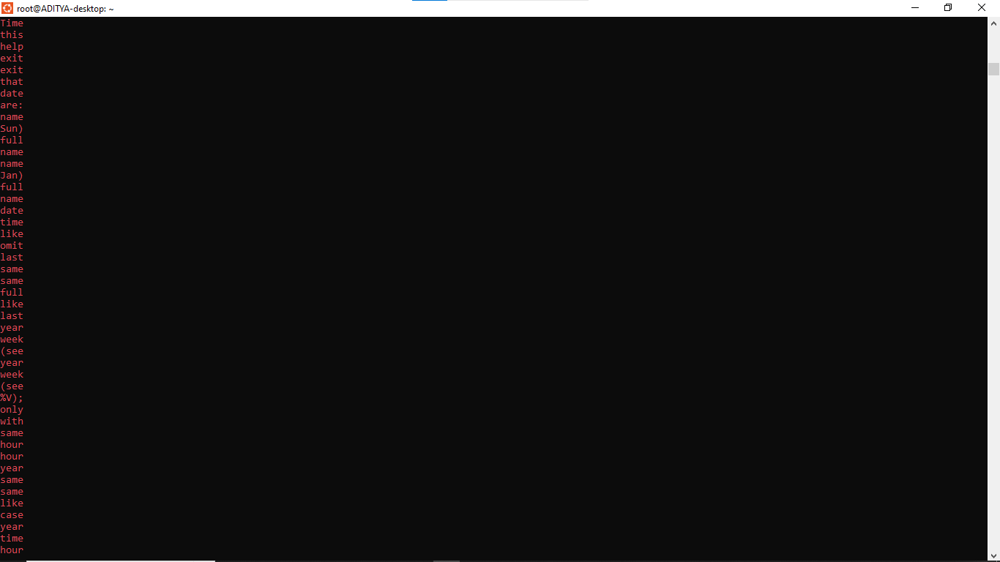 root@ADITYA-desktop: ~
Time
this
help
exit
exit
that
date
are:
name
Sun)
full
name
name
Jan)
full
name
date
time
like
omit
last
same
same
full
like
last
year
week
(see
year
week
(see
%V);
only
with
same
hour
hour
year
same
same
like
case
year
time
hour